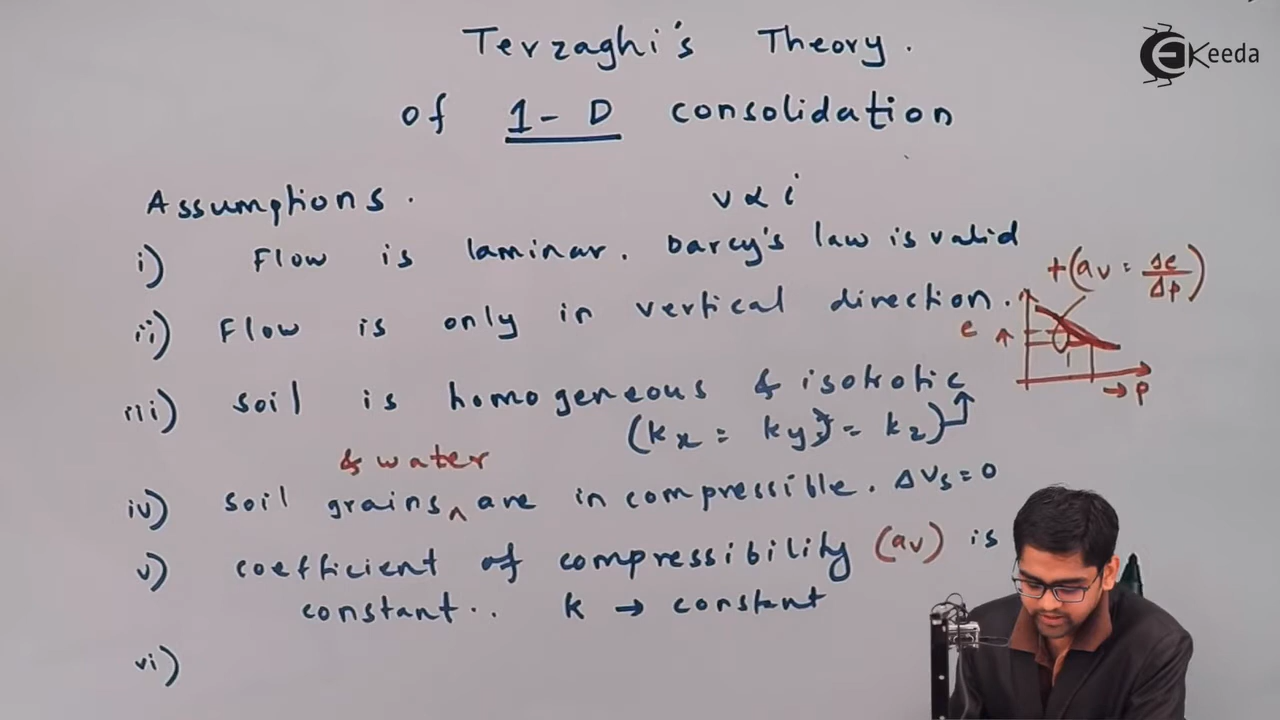 Terzaghi's Theory.
of 1-D consolidation
EKeeda
Assumptions.
v ∝ i
i) Flow is laminar. Darcy's law is valid
ii) Flow is only in vertical direction.
+(av = Δe/Δp)
e
p
iii) soil is homogeneous & isotrotic
(kx = ky = kz)
& water
iv) soil grains ^ are incompressible. ΔVs=0
v) coefficient of compressibility (av) is
constant.. k → constant
vi)